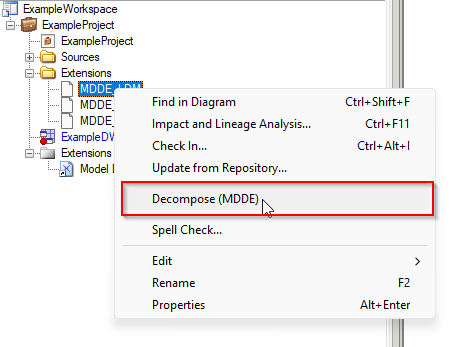 ExampleWorkspace
ExampleProject
ExampleProject
Sources
Extensions
MDDE_LDM
MDDE_
MDDE_
ExampleDW
Extensions
Model E
Find in Diagram Ctrl+Shift+F
Impact and Lineage Analysis... Ctrl+F11
Check In... Ctrl+Alt+I
Update from Repository...
Decompose (MDDE)
Spell Check...
Edit
Rename F2
Properties Alt+Enter